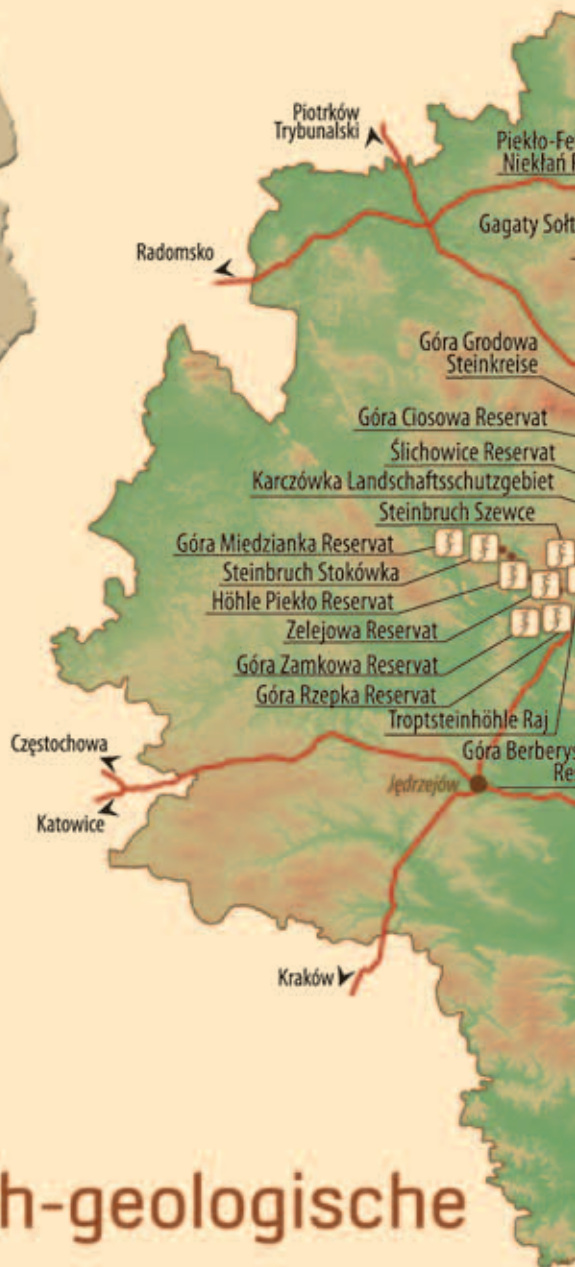 Piotrków
Trybunalski
Piekło-Fe
Niekłań
Gagaty Sołt
Radomsko
Góra Grodowa
Steinkreise
Góra Ciosowa Reservat
Ślichowice Reservat
Karczówka Landschaftsschutzgebiet
Steinbruch Szewce
Góra Miedzianka Reservat
Steinbruch Stokówka
Höhle Piekło Reservat
Zelejowa Reservat
Góra Zamkowa Reservat
Góra Rzepka Reservat
Troptsteinhöhle Raj
Częstochowa
Góra Berberys
Re
Jędrzejów
Katowice
Kraków
h-geologische